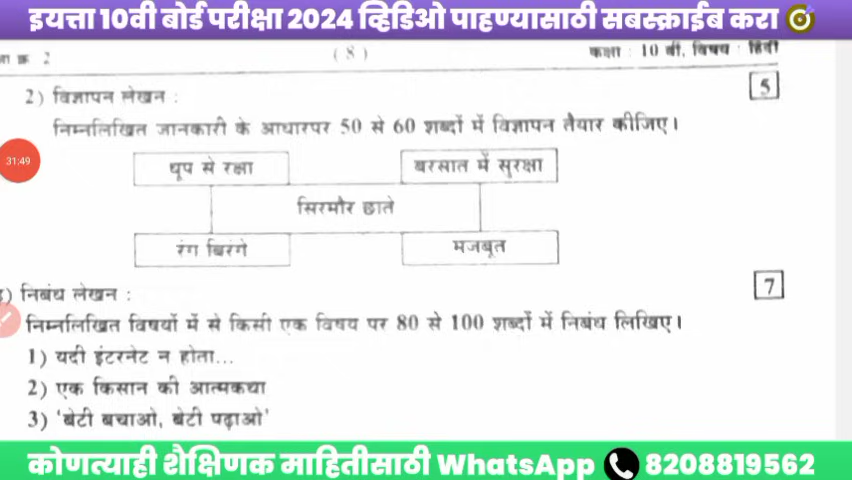 इयत्ता 10वी बोर्ड परीक्षा 2024 व्हिडिओ पाहण्यासाठी सबस्क्राईब करा
क्र 2 (8) कक्षा : 10 वी, विषय : हिंदी
2) विज्ञापन लेखन : 5
निम्नलिखित जानकारी के आधारपर 50 से 60 शब्दों में विज्ञापन तैयार कीजिए।
31:49
धूप से रक्षा बरसात में सुरक्षा
सिरमौर छाते
रंग बिरंगे मजबूत
) निबंध लेखन : 7
निम्नलिखित विषयों में से किसी एक विषय पर 80 से 100 शब्दों में निबंध लिखिए।
1) यदी इंटरनेट न होता...
2) एक किसान की आत्मकथा
3) 'बेटी बचाओ, बेटी पढ़ाओ'
कोणत्याही शैक्षिणक माहितीसाठी WhatsApp 8208819562